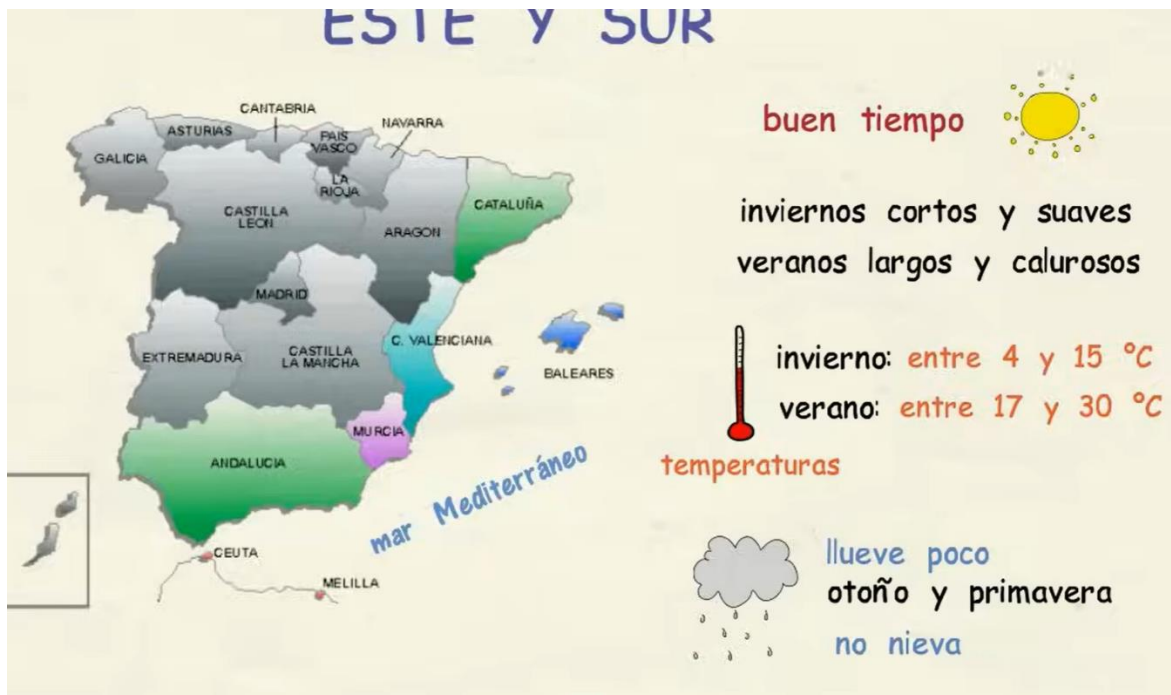 ESTE Y SUR
CANTABRIA
ASTURIAS
PAIS
VASCO
NAVARRA
GALICIA
LA
RIOJA
CASTILLA
LEON
CATALUÑA
ARAGON
MADRID
EXTREMADURA
CASTILLA
LA MANCHA
C. VALENCIANA
BALEARES
MURCIA
ANDALUCIA
mar Mediterráneo
CEUTA
MELILLA
buen tiempo
inviernos cortos y suaves
veranos largos y calurosos
invierno: entre 4 y 15 °C
verano: entre 17 y 30 °C
temperaturas
llueve poco
otoño y primavera
no nieva